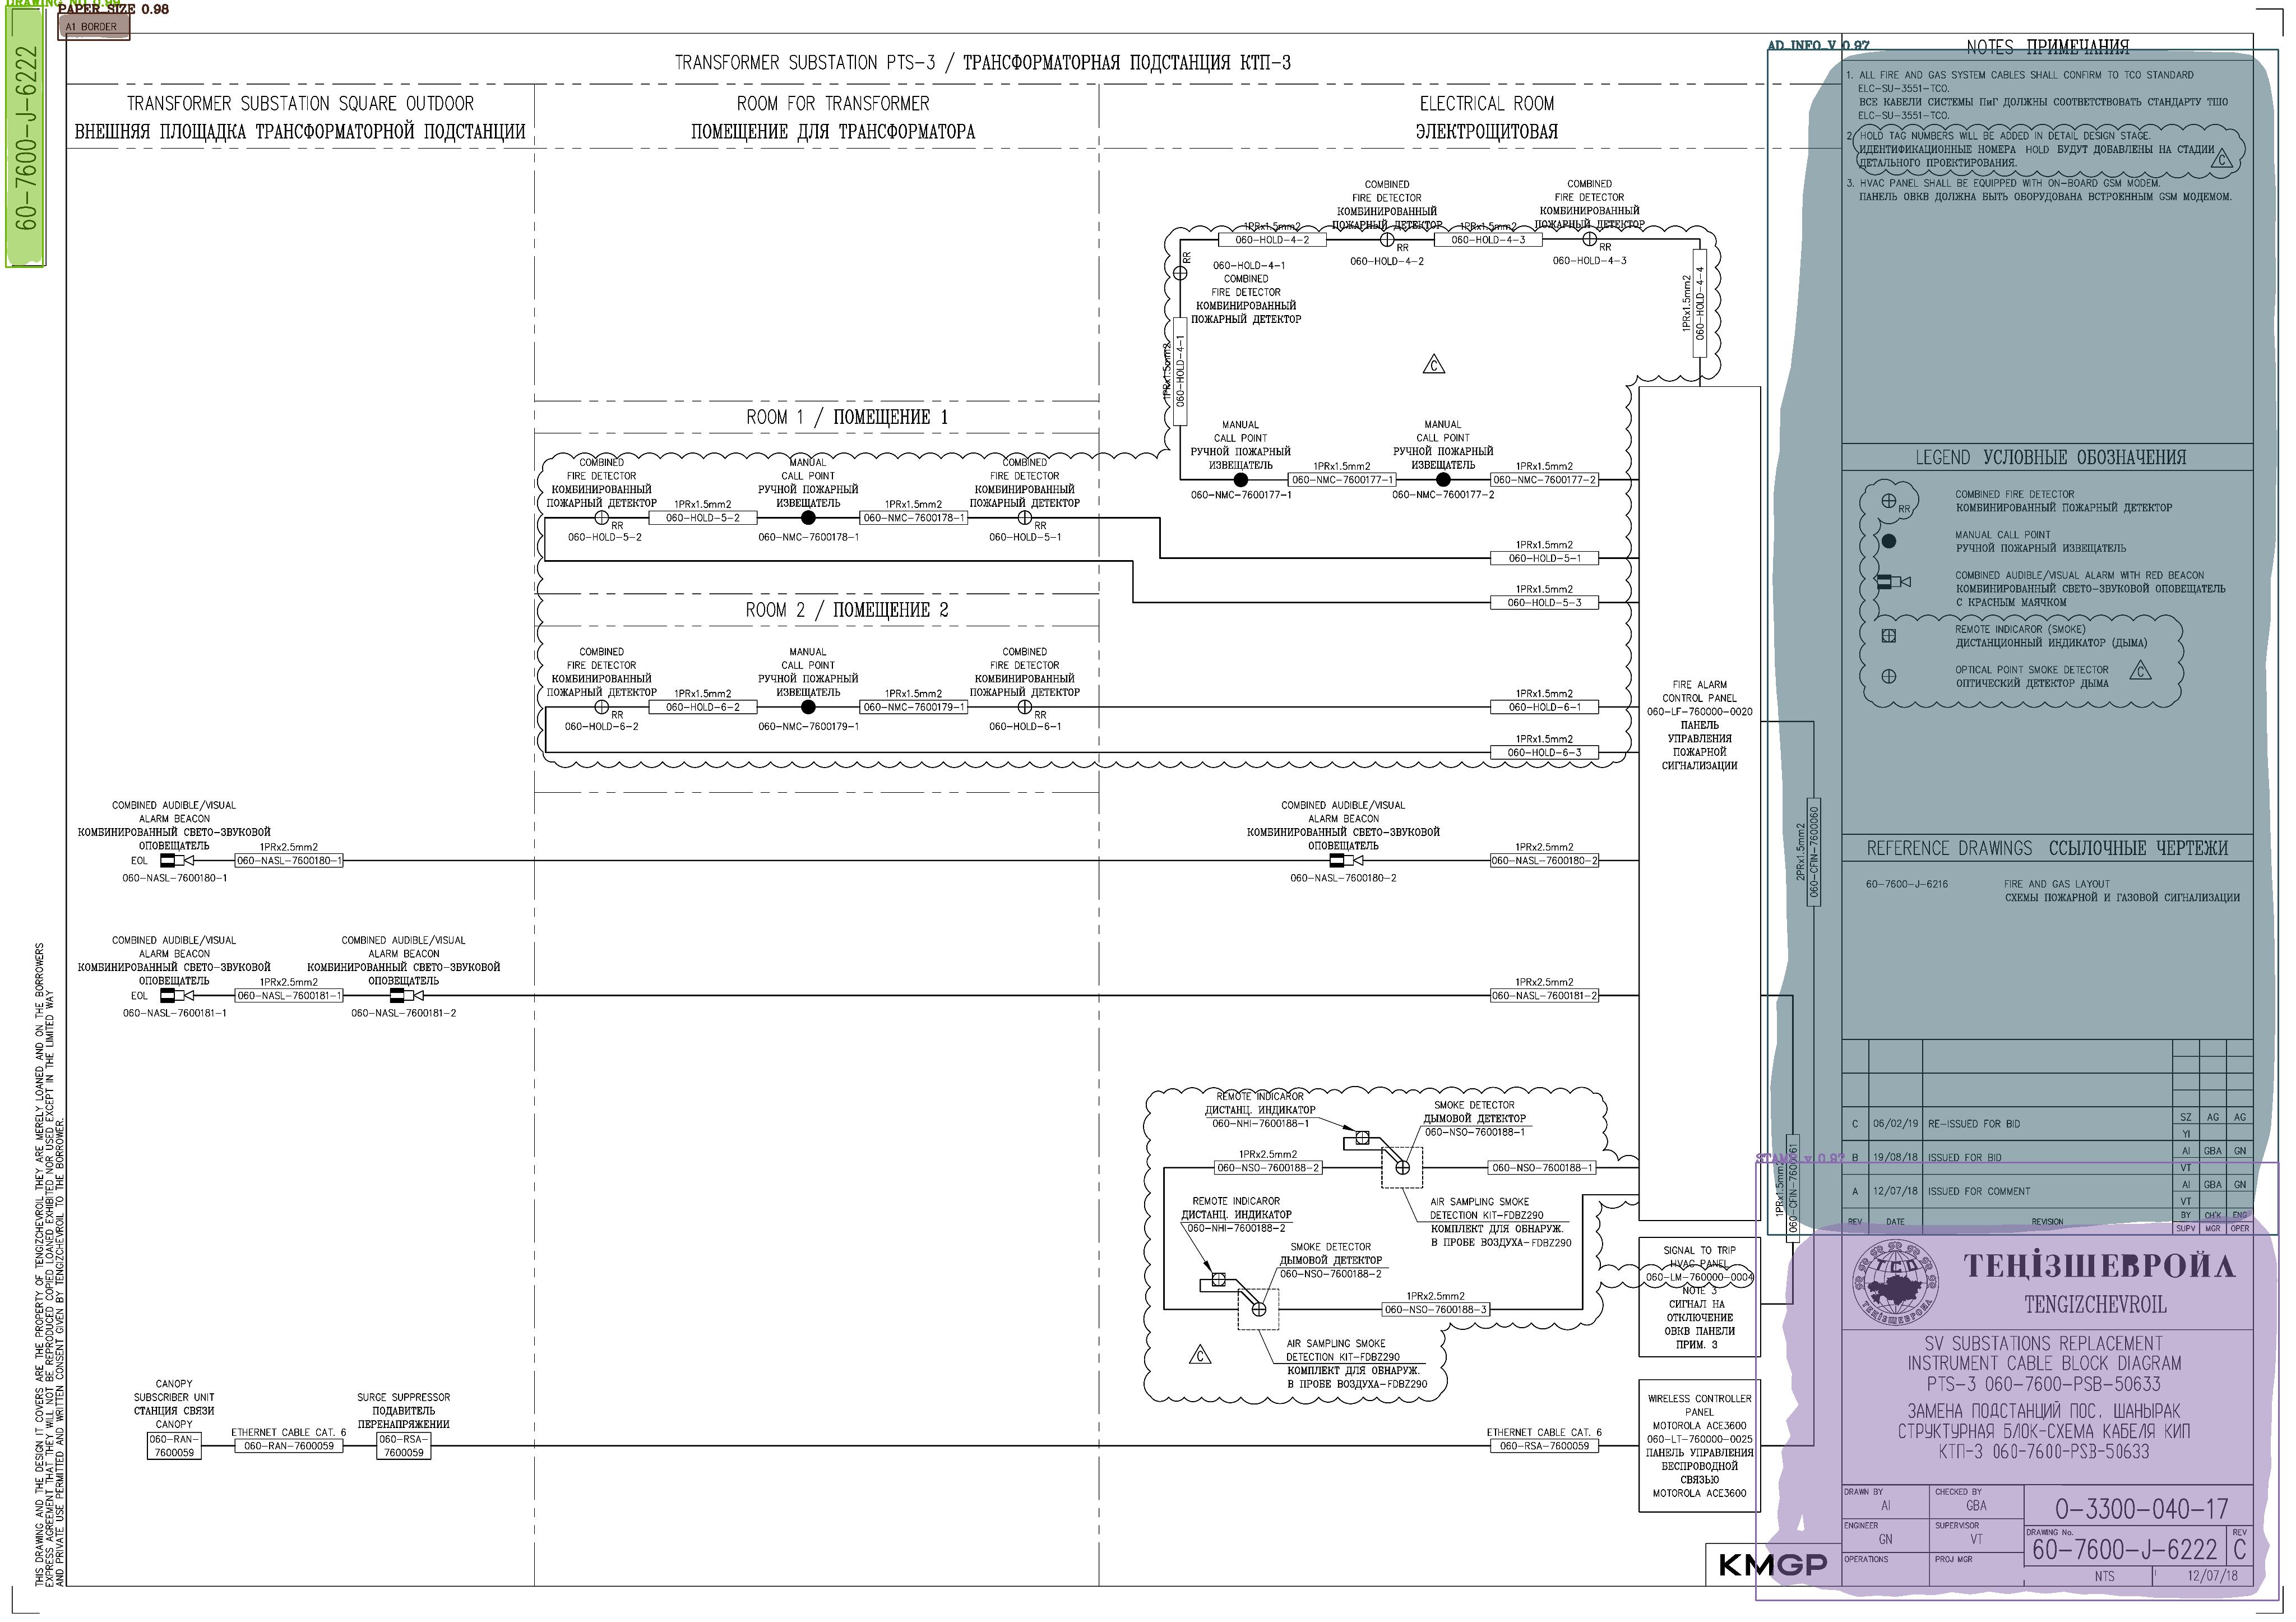 DRAWING_NO 0.99
PAPER_SIZE 0.98
A1 BORDER
60-7600-J-6222
TRANSFORMER SUBSTATION PTS-3 / ТРАНСФОРМАТОРНАЯ ПОДСТАНЦИЯ КТП-3
TRANSFORMER SUBSTATION SQUARE OUTDOOR
ВНЕШНЯЯ ПЛОЩАДКА ТРАНСФОРМАТОРНОЙ ПОДСТАНЦИИ
ROOM FOR TRANSFORMER
ПОМЕЩЕНИЕ ДЛЯ ТРАНСФОРМАТОРА
ELECTRICAL ROOM
ЭЛЕКТРОЩИТОВАЯ
COMBINED
FIRE DETECTOR
КОМБИНИРОВАННЫЙ
ПОЖАРНЫЙ ДЕТЕКТОР
COMBINED
FIRE DETECTOR
КОМБИНИРОВАННЫЙ
ПОЖАРНЫЙ ДЕТЕКТОР
1PRx1.5mm2
060-HOLD-4-2
RR
060-HOLD-4-2
1PRx1.5mm2
060-HOLD-4-3
RR
060-HOLD-4-3
RR
060-HOLD-4-1
COMBINED
FIRE DETECTOR
КОМБИНИРОВАННЫЙ
ПОЖАРНЫЙ ДЕТЕКТОР
1PRx1.5mm2
060-HOLD-4-1
1PRx1.5mm2
060-HOLD-4-4
C
MANUAL
CALL POINT
РУЧНОЙ ПОЖАРНЫЙ
ИЗВЕЩАТЕЛЬ
060-NMC-7600177-1
1PRx1.5mm2
060-NMC-7600177-1
MANUAL
CALL POINT
РУЧНОЙ ПОЖАРНЫЙ
ИЗВЕЩАТЕЛЬ
060-NMC-7600177-2
1PRx1.5mm2
060-NMC-7600177-2
ROOM 1 / ПОМЕЩЕНИЕ 1
COMBINED
FIRE DETECTOR
КОМБИНИРОВАННЫЙ
ПОЖАРНЫЙ ДЕТЕКТОР
RR
060-HOLD-5-2
1PRx1.5mm2
060-HOLD-5-2
MANUAL
CALL POINT
РУЧНОЙ ПОЖАРНЫЙ
ИЗВЕЩАТЕЛЬ
060-NMC-7600178-1
1PRx1.5mm2
060-NMC-7600178-1
COMBINED
FIRE DETECTOR
КОМБИНИРОВАННЫЙ
ПОЖАРНЫЙ ДЕТЕКТОР
RR
060-HOLD-5-1
1PRx1.5mm2
060-HOLD-5-1
1PRx1.5mm2
060-HOLD-5-3
ROOM 2 / ПОМЕЩЕНИЕ 2
COMBINED
FIRE DETECTOR
КОМБИНИРОВАННЫЙ
ПОЖАРНЫЙ ДЕТЕКТОР
RR
060-HOLD-6-2
1PRx1.5mm2
060-HOLD-6-2
MANUAL
CALL POINT
РУЧНОЙ ПОЖАРНЫЙ
ИЗВЕЩАТЕЛЬ
060-NMC-7600179-1
1PRx1.5mm2
060-NMC-7600179-1
COMBINED
FIRE DETECTOR
КОМБИНИРОВАННЫЙ
ПОЖАРНЫЙ ДЕТЕКТОР
RR
060-HOLD-6-1
1PRx1.5mm2
060-HOLD-6-1
1PRx1.5mm2
060-HOLD-6-3
FIRE ALARM
CONTROL PANEL
060-LF-760000-0020
ПАНЕЛЬ
УПРАВЛЕНИЯ
ПОЖАРНОЙ
СИГНАЛИЗАЦИИ
COMBINED AUDIBLE/VISUAL
ALARM BEACON
КОМБИНИРОВАННЫЙ СВЕТО-ЗВУКОВОЙ
ОПОВЕЩАТЕЛЬ
EOL
060-NASL-7600180-1
1PRx2.5mm2
060-NASL-7600180-1
COMBINED AUDIBLE/VISUAL
ALARM BEACON
КОМБИНИРОВАННЫЙ СВЕТО-ЗВУКОВОЙ
ОПОВЕЩАТЕЛЬ
060-NASL-7600180-2
1PRx2.5mm2
060-NASL-7600180-2
2PRx1.5mm2
060-CFIN-7600060
COMBINED AUDIBLE/VISUAL
ALARM BEACON
КОМБИНИРОВАННЫЙ СВЕТО-ЗВУКОВОЙ
ОПОВЕЩАТЕЛЬ
EOL
060-NASL-7600181-1
1PRx2.5mm2
060-NASL-7600181-1
COMBINED AUDIBLE/VISUAL
ALARM BEACON
КОМБИНИРОВАННЫЙ СВЕТО-ЗВУКОВОЙ
ОПОВЕЩАТЕЛЬ
060-NASL-7600181-2
1PRx2.5mm2
060-NASL-7600181-2
1PRx1.5mm2
060-CFIN-7600061
REMOTE INDICAROR
ДИСТАНЦ. ИНДИКАТОР
060-NHI-7600188-1
SMOKE DETECTOR
ДЫМОВОЙ ДЕТЕКТОР
060-NSO-7600188-1
1PRx2.5mm2
060-NSO-7600188-2
060-NSO-7600188-1
AIR SAMPLING SMOKE
DETECTION KIT-FDBZ290
КОМПЛЕКТ ДЛЯ ОБНАРУЖ.
В ПРОБЕ ВОЗДУХА-FDBZ290
REMOTE INDICAROR
ДИСТАНЦ. ИНДИКАТОР
060-NHI-7600188-2
SMOKE DETECTOR
ДЫМОВОЙ ДЕТЕКТОР
060-NSO-7600188-2
1PRx2.5mm2
060-NSO-7600188-3
AIR SAMPLING SMOKE
DETECTION KIT-FDBZ290
КОМПЛЕКТ ДЛЯ ОБНАРУЖ.
В ПРОБЕ ВОЗДУХА-FDBZ290
C
SIGNAL TO TRIP
HVAC PANEL
060-LM-760000-0004
NOTE 3
СИГНАЛ НА
ОТКЛЮЧЕНИЕ
ОВКВ ПАНЕЛИ
ПРИМ. 3
CANOPY
SUBSCRIBER UNIT
СТАНЦИЯ СВЯЗИ
CANOPY
060-RAN-
7600059
ETHERNET CABLE CAT. 6
060-RAN-7600059
SURGE SUPPRESSOR
ПОДАВИТЕЛЬ
ПЕРЕНАПРЯЖЕНИИ
060-RSA-
7600059
ETHERNET CABLE CAT. 6
060-RSA-7600059
WIRELESS CONTROLLER
PANEL
MOTOROLA ACE3600
060-LT-760000-0025
ПАНЕЛЬ УПРАВЛЕНИЯ
БЕСПРОВОДНОЙ
СВЯЗЬЮ
MOTOROLA ACE3600
THIS DRAWING AND THE DESIGN IT COVERS ARE THE PROPERTY OF TENGIZCHEVROIL THEY ARE MERELY LOANED AND ON THE BORROWERS
EXPRESS AGREEMENT THAT THEY WILL NOT BE REPRODUCED COPIED LOANED EXHIBITED NOR USED EXCEPT IN THE LIMITED WAY
AND PRIVATE USE PERMITTED AND WRITTEN CONSENT GIVEN BY TENGIZCHEVROIL TO THE BORROWER.
AD_INFO_V 0.97
NOTES ПРИМЕЧАНИЯ
1. ALL FIRE AND GAS SYSTEM CABLES SHALL CONFIRM TO TCO STANDARD
ELC-SU-3551-TCO.
ВСЕ КАБЕЛИ СИСТЕМЫ ПиГ ДОЛЖНЫ СООТВЕТСТВОВАТЬ СТАНДАРТУ ТШО
ELC-SU-3551-TCO.
2. HOLD TAG NUMBERS WILL BE ADDED IN DETAIL DESIGN STAGE.
ИДЕНТИФИКАЦИОННЫЕ НОМЕРА HOLD БУДУТ ДОБАВЛЕНЫ НА СТАДИИ
ДЕТАЛЬНОГО ПРОЕКТИРОВАНИЯ.
C
3. HVAC PANEL SHALL BE EQUIPPED WITH ON-BOARD GSM MODEM.
ПАНЕЛЬ ОВКВ ДОЛЖНА БЫТЬ ОБОРУДОВАНА ВСТРОЕННЫМ GSM МОДЕМОМ.
LEGEND УСЛОВНЫЕ ОБОЗНАЧЕНИЯ
RR
COMBINED FIRE DETECTOR
КОМБИНИРОВАННЫЙ ПОЖАРНЫЙ ДЕТЕКТОР
MANUAL CALL POINT
РУЧНОЙ ПОЖАРНЫЙ ИЗВЕЩАТЕЛЬ
COMBINED AUDIBLE/VISUAL ALARM WITH RED BEACON
КОМБИНИРОВАННЫЙ СВЕТО-ЗВУКОВОЙ ОПОВЕЩАТЕЛЬ
С КРАСНЫМ МАЯЧКОМ
REMOTE INDICAROR (SMOKE)
ДИСТАНЦИОННЫЙ ИНДИКАТОР (ДЫМА)
OPTICAL POINT SMOKE DETECTOR
ОПТИЧЕСКИЙ ДЕТЕКТОР ДЫМА
C
REFERENCE DRAWINGS ССЫЛОЧНЫЕ ЧЕРТЕЖИ
60-7600-J-6216 FIRE AND GAS LAYOUT
СХЕМЫ ПОЖАРНОЙ И ГАЗОВОЙ СИГНАЛИЗАЦИИ
C 06/02/19 RE-ISSUED FOR BID SZ AG AG
YI
B 19/08/18 ISSUED FOR BID AI GBA GN
VT
A 12/07/18 ISSUED FOR COMMENT AI GBA GN
VT
REV DATE REVISION BY CH'K ENG
SUPV MGR OPER
STAMP_v 0.97
TCO
ТЕҢІЗШЕВРОЙЛ
ТЕҢІЗШЕВРОЙЛ
TENGIZCHEVROIL
SV SUBSTATIONS REPLACEMENT
INSTRUMENT CABLE BLOCK DIAGRAM
PTS-3 060-7600-PSB-50633
ЗАМЕНА ПОДСТАНЦИЙ ПОС. ШАНЫРАК
СТРУКТУРНАЯ БЛОК-СХЕМА КАБЕЛЯ КИП
КТП-3 060-7600-PSB-50633
DRAWN BY AI
CHECKED BY GBA
O-3300-040-17
ENGINEER GN
SUPERVISOR VT
DRAWING No. 60-7600-J-6222
REV C
OPERATIONS
PROJ MGR
NTS
12/07/18
KMGP